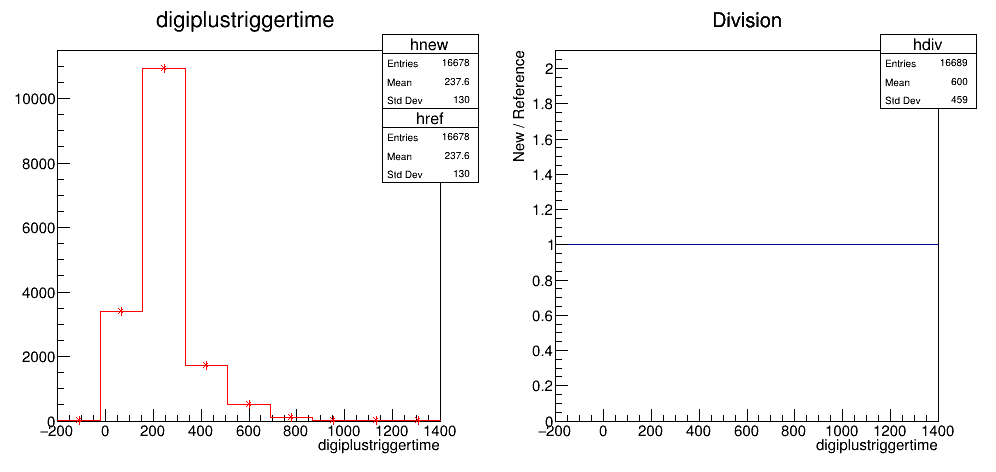 digiplustriggertime
hnew
Entries 16678
Mean 237.6
Std Dev 130
href
Entries 16678
Mean 237.6
Std Dev 130
10000
8000
6000
4000
2000
0
−200 0 200 400 600 800 1000 1200 1400
digiplustriggertime
Division
hdiv
Entries 16689
Mean 600
Std Dev 459
New / Reference
2
1.8
1.6
1.4
1.2
1
0.8
0.6
0.4
0.2
0
−200 0 200 400 600 800 1000 1200 1400
digiplustriggertime